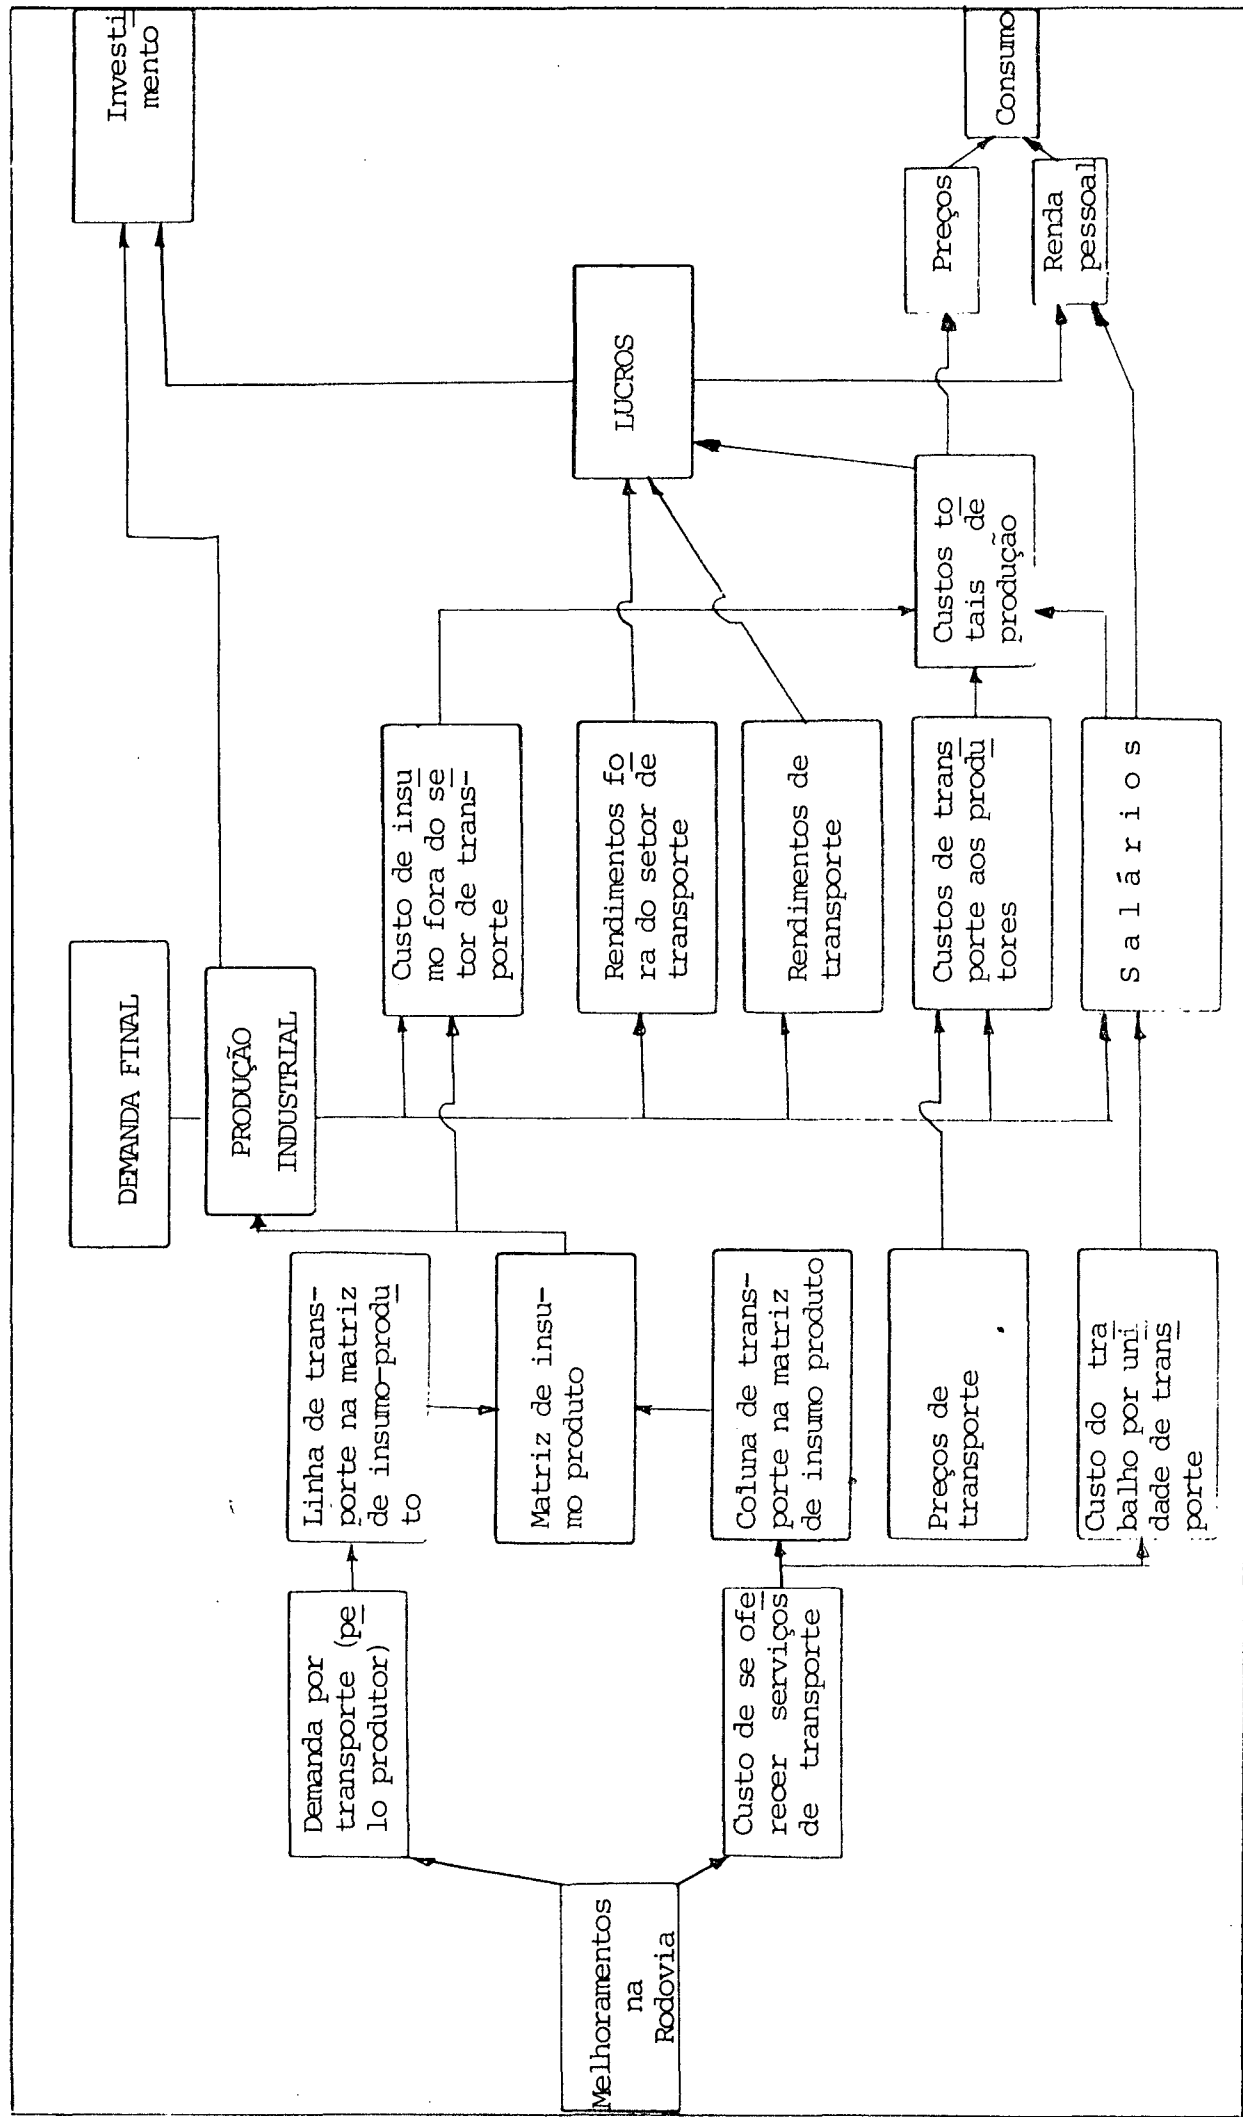 Melhoramentos
na
Rodovia
Demanda por
transporte (pe
lo produtor)
Custo de se ofe
recer serviços
de transporte
Linha de trans-
porte na matriz
de insumo-produ
to
Matriz de insu-
mo produto
Coluna de trans-
porte na matriz
de insumo produto
Preços de
transporte
Custo do tra
balho por uni
dade de trans
porte
DEMANDA FINAL
PRODUÇÃO
INDUSTRIAL
Custo de insu
mo fora do se
tor de trans-
porte
Rendimentos fo
ra do setor de
transporte
Rendimentos de
transporte
Custos de trans
porte aos produ
tores
Salários
Custos to
tais de
produção
LUCROS
Preços
Renda
pessoal
Investi
mento
Consumo